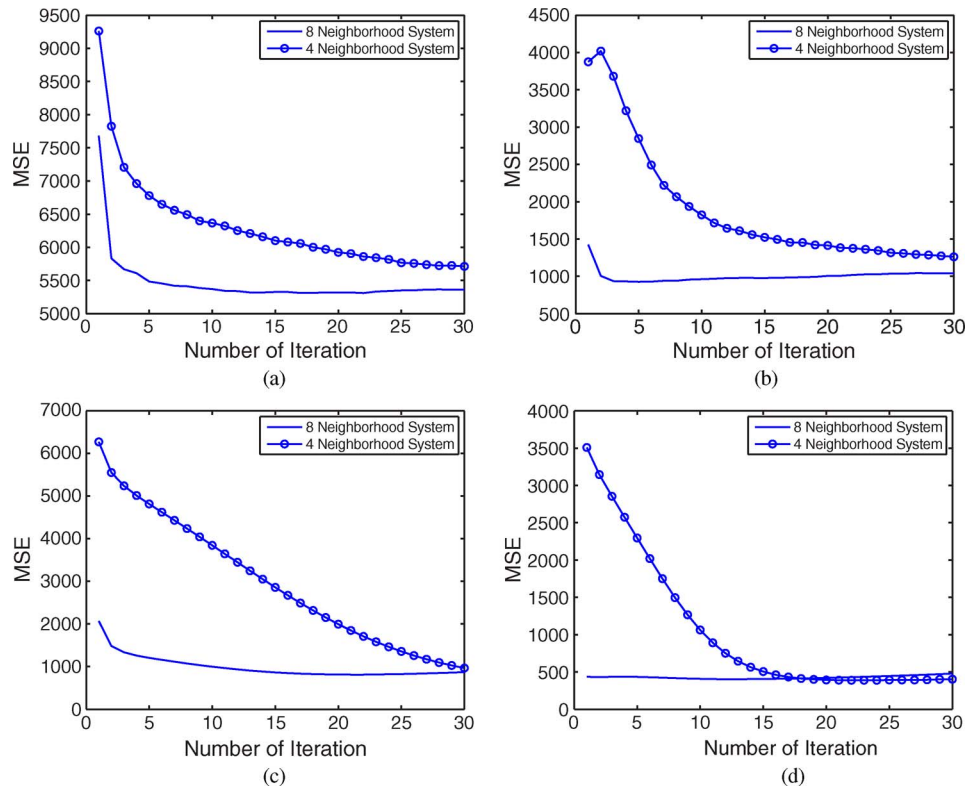 9500
9000
8500
8000
7500
7000
6500
6000
5500
5000
MSE
8 Neighborhood System
4 Neighborhood System
0 5 10 15 20 25 30
Number of Iteration
(a)
4500
4000
3500
3000
2500
2000
1500
1000
500
MSE
8 Neighborhood System
4 Neighborhood System
0 5 10 15 20 25 30
Number of Iteration
(b)
7000
6000
5000
4000
3000
2000
1000
0
MSE
8 Neighborhood System
4 Neighborhood System
0 5 10 15 20 25 30
Number of Iteration
(c)
4000
3500
3000
2500
2000
1500
1000
500
0
MSE
8 Neighborhood System
4 Neighborhood System
0 5 10 15 20 25 30
Number of Iteration
(d)